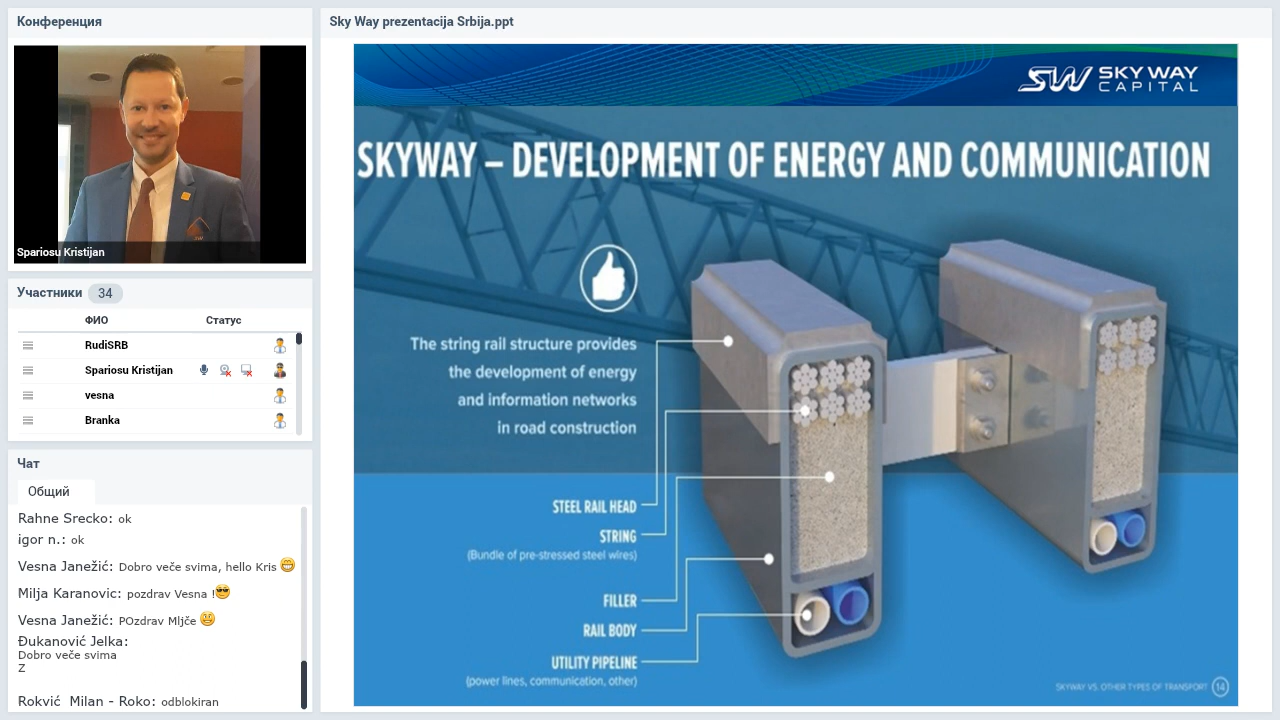 Конференция
Spariosu Kristijan
Участники 34
ФИО Статус
RudiSRB
Spariosu Kristijan
vesna
Branka
Чат
Общий
Rahne Srecko: ok
igor n.: ok
Vesna Janežić: Dobro veče svima, hello Kris
Milja Karanovic: pozdrav Vesna !
Vesna Janežić: POzdrav Mljče
Đukanović Jelka:
Dobro veče svima
Z
Rokvić Milan - Roko: odblokiran
Sky Way prezentacija Srbija.ppt
SW SKY WAY
CAPITAL
SKYWAY – DEVELOPMENT OF ENERGY AND COMMUNICATION
The string rail structure provides
the development of energy
and information networks
in road construction
STEEL RAIL HEAD
STRING
(Bundle of pre-stressed steel wires)
FILLER
RAIL BODY
UTILITY PIPELINE
(power lines, communication, other)
SKYWAY VS. OTHER TYPES OF TRANSPORT 14